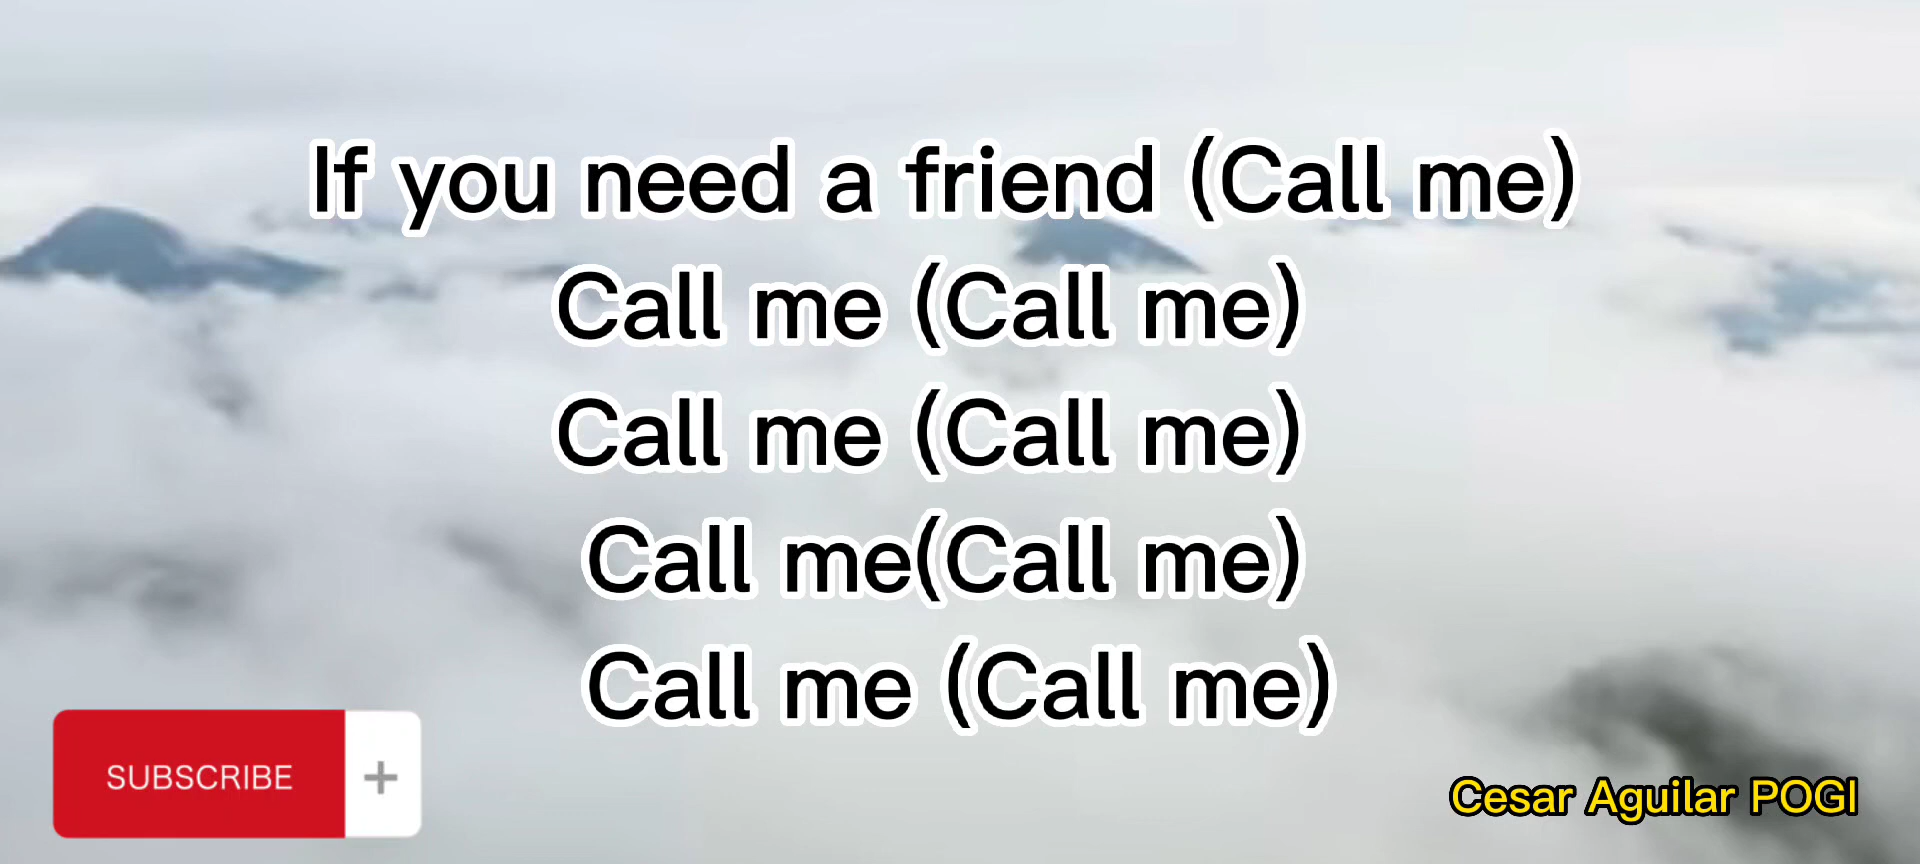 If you need a friend (Call me)
Call me (Call me)
Call me (Call me)
Call me(Call me)
Call me (Call me)
SUBSCRIBE +
Cesar Aguilar POGI